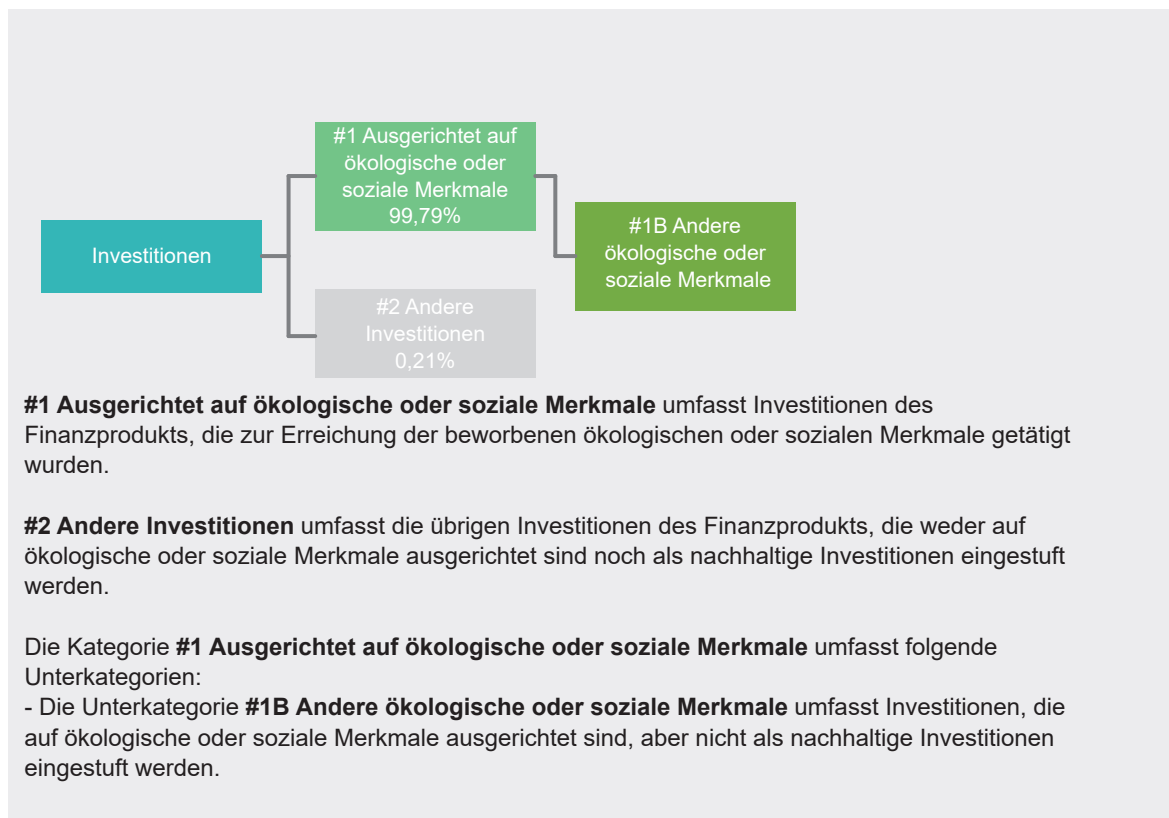 #1 Ausgerichtet auf
ökologische oder
soziale Merkmale
99,79%
Investitionen
#1B Andere
ökologische oder
soziale Merkmale
#2 Andere
Investitionen
0,21%
#1 Ausgerichtet auf ökologische oder soziale Merkmale umfasst Investitionen des
Finanzprodukts, die zur Erreichung der beworbenen ökologischen oder sozialen Merkmale getätigt
wurden.
#2 Andere Investitionen umfasst die übrigen Investitionen des Finanzprodukts, die weder auf
ökologische oder soziale Merkmale ausgerichtet sind noch als nachhaltige Investitionen eingestuft
werden.
Die Kategorie #1 Ausgerichtet auf ökologische oder soziale Merkmale umfasst folgende
Unterkategorien:
- Die Unterkategorie #1B Andere ökologische oder soziale Merkmale umfasst Investitionen, die
auf ökologische oder soziale Merkmale ausgerichtet sind, aber nicht als nachhaltige Investitionen
eingestuft werden.